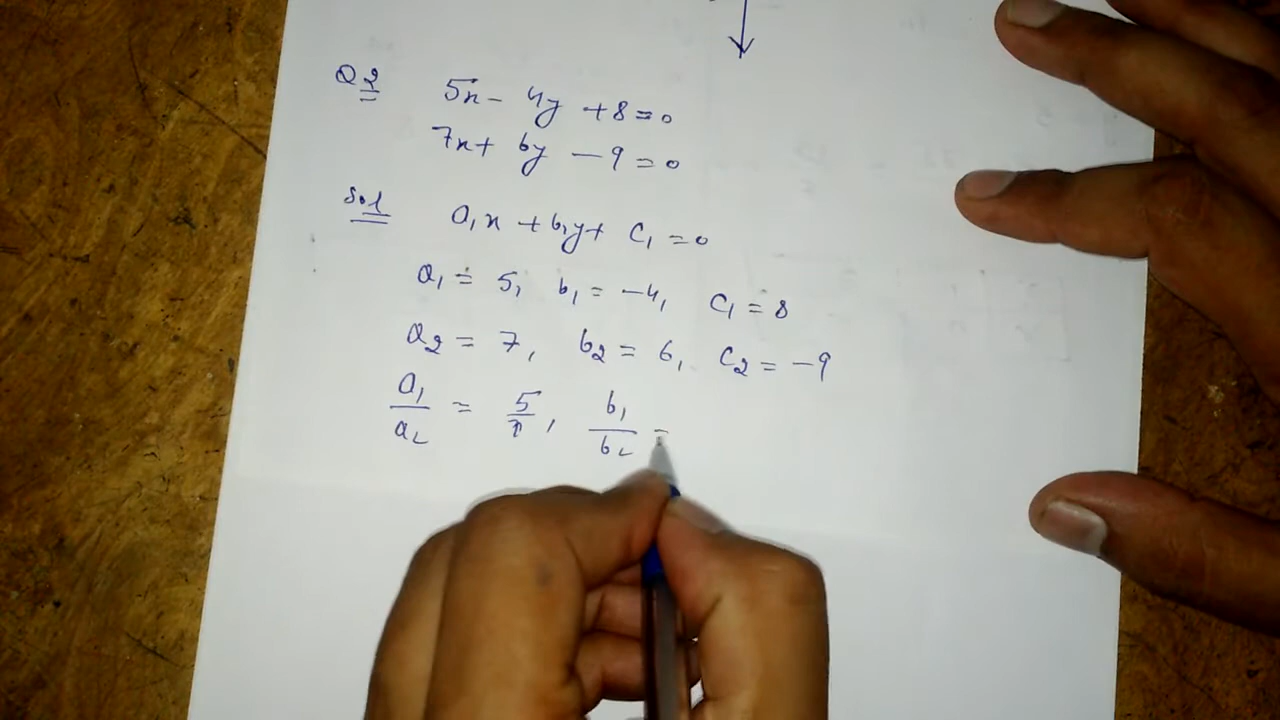 Q2 5x - 4y + 8 = 0
7x + 6y - 9 = 0
Sol a₁x + b₁y + c₁ = 0
a₁ = 5, b₁ = -4, c₁ = 8
a₂ = 7, b₂ = 6, c₂ = -9
a₁/a₂ = 5/7, b₁/b₂ =